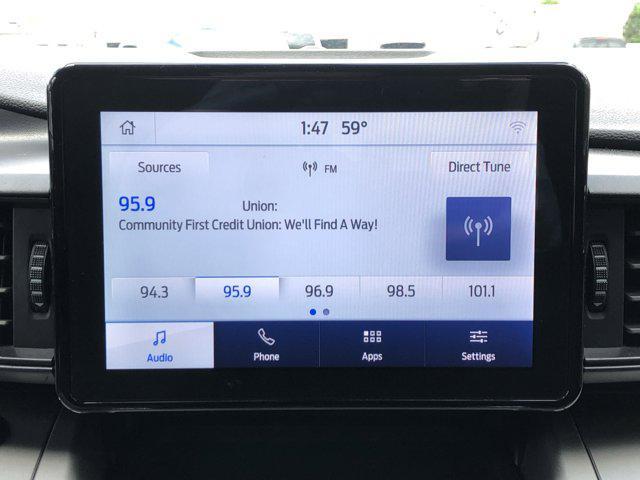 1:47 59°
Sources FM Direct Tune
95.9 Union:
Community First Credit Union: We'll Find A Way!
94.3 95.9 96.9 98.5 101.1
Audio Phone Apps Settings